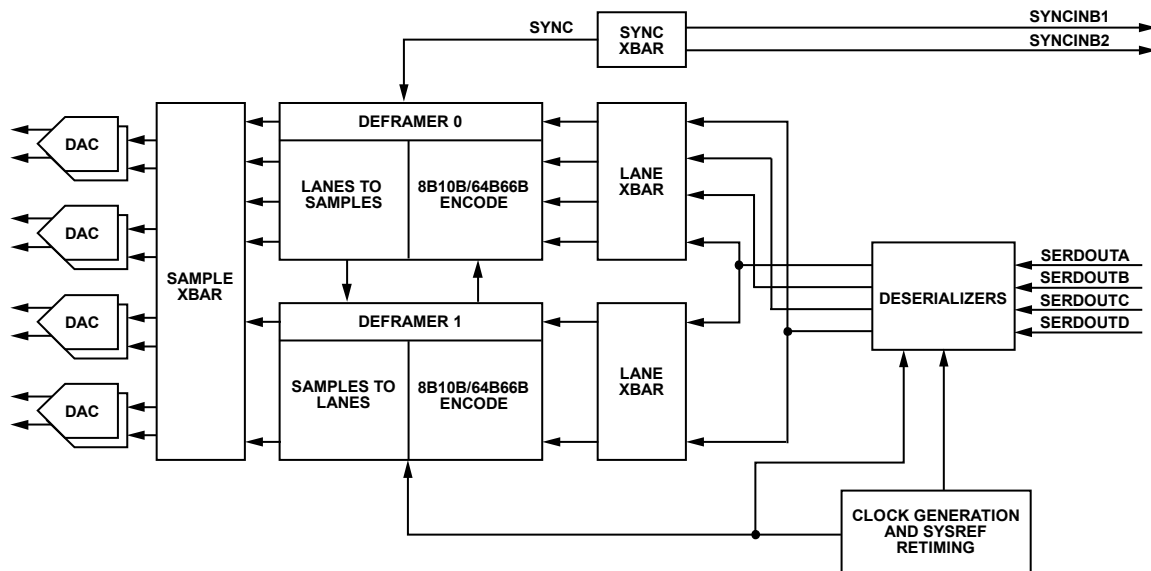 SYNC
SYNC
XBAR
SYNCINB1
SYNCINB2
DAC
DAC
DAC
DAC
SAMPLE
XBAR
DEFRAMER 0
LANES TO
SAMPLES
8B10B/64B66B
ENCODE
DEFRAMER 1
SAMPLES TO
LANES
8B10B/64B66B
ENCODE
LANE
XBAR
LANE
XBAR
DESERIALIZERS
SERDOUTA
SERDOUTB
SERDOUTC
SERDOUTD
CLOCK GENERATION
AND SYSREF
RETIMING